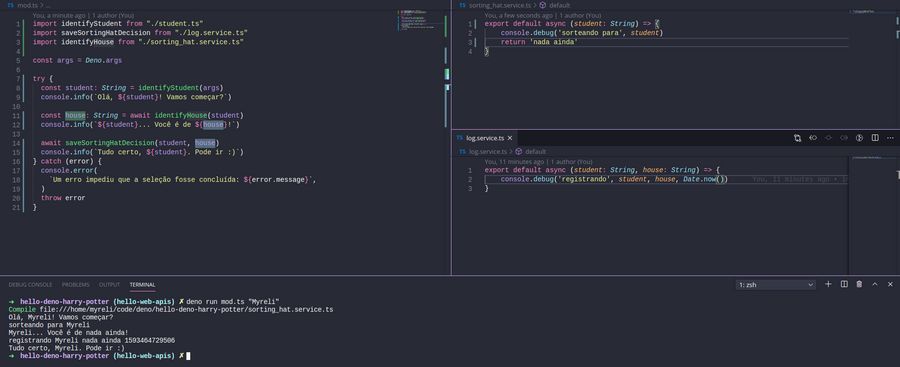 mod.ts > ...
You, a minute ago | 1 author (You)
1 import identifyStudent from "./student.ts"
2 import saveSortingHatDecision from "./log.service.ts"
3 import identifyHouse from "./sorting_hat.service.ts"
4
5 const args = Deno.args
6
7 try {
8 const student: String = identifyStudent(args)
9 console.info(`Olá, ${student}! Vamos começar?`)
10
11 const house: String = await identifyHouse(student)
12 console.info(`${student}... Você é de ${house}!`)
13
14 await saveSortingHatDecision(student, house)
15 console.info(`Tudo certo, ${student}. Pode ir :)`)
16 } catch (error) {
17 console.error(
18 `Um erro impediu que a seleção fosse concluída: ${error.message}`,
19 )
20 throw error
21 }
sorting_hat.service.ts > default
You, a few seconds ago | 1 author (You)
1 export default async (student: String) => {
2 console.debug('sorteando para', student)
3 return 'nada ainda'
4 }
log.service.ts ×
log.service.ts > default
You, 11 minutes ago | 1 author (You)
1 export default async (student: String, house: String) => {
2 console.debug('registrando', student, house, Date.now()) You, 11 minutes ago •
3 }
DEBUG CONSOLE PROBLEMS OUTPUT TERMINAL 1: zsh
➜ hello-deno-harry-potter (hello-web-apis) ✗ deno run mod.ts "Myreli"
Compile file:///home/myreli/code/deno/hello-deno-harry-potter/sorting_hat.service.ts
Olá, Myreli! Vamos começar?
sorteando para Myreli
Myreli... Você é de nada ainda!
registrando Myreli nada ainda 1593464729506
Tudo certo, Myreli. Pode ir :)
➜ hello-deno-harry-potter (hello-web-apis) ✗